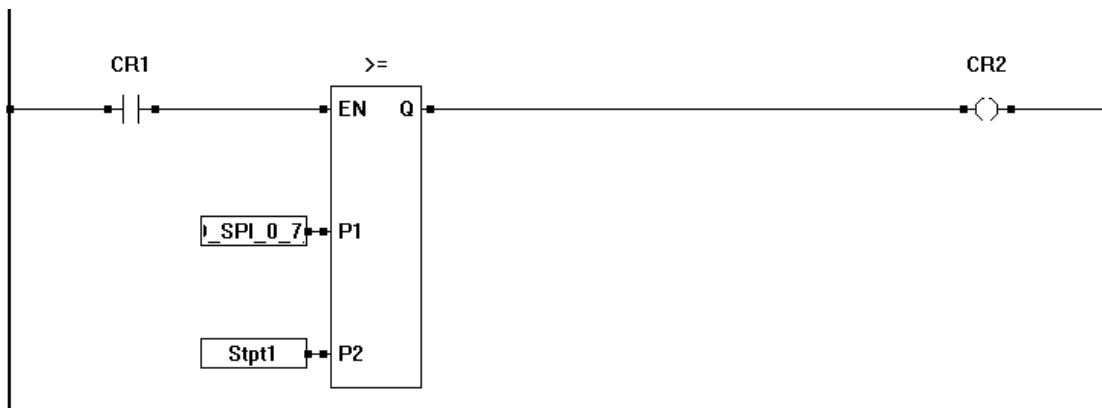 CR1
>=
CR2
EN
Q
_SPI_0_7
P1
Stpt1
P2